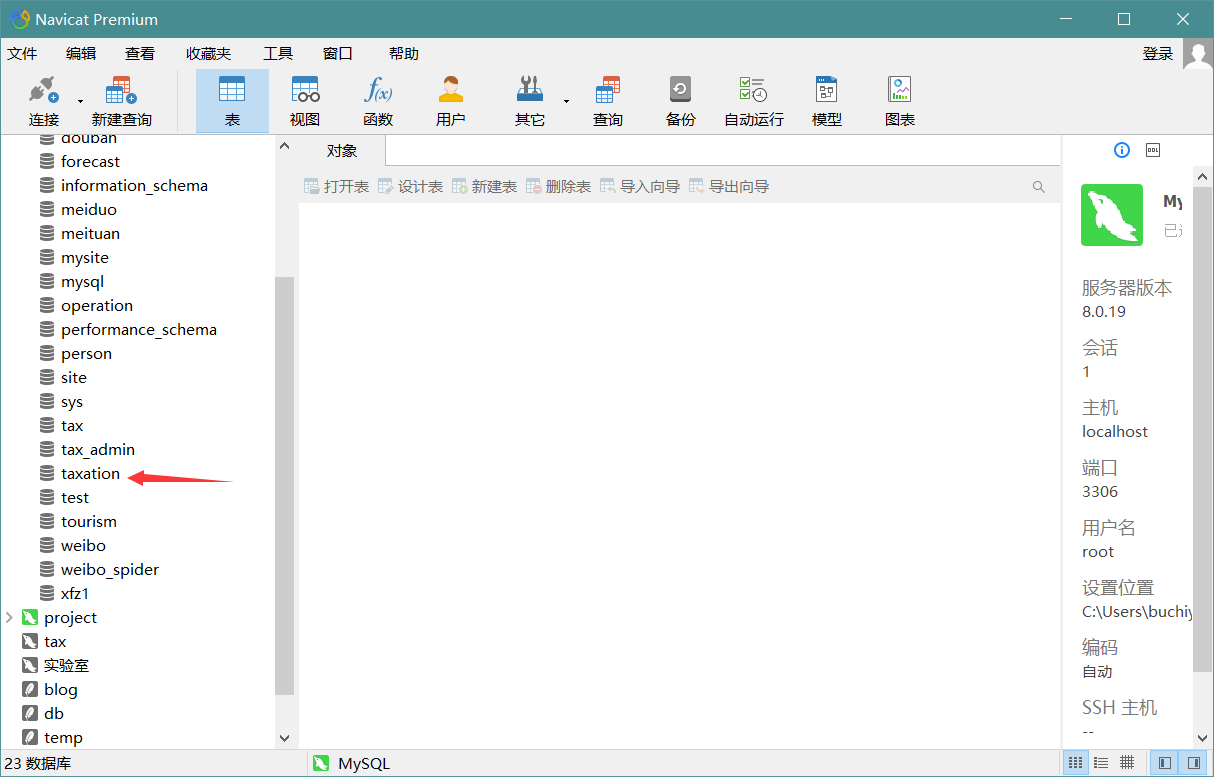 Navicat Premium
文件 编辑 查看 收藏夹 工具 窗口 帮助 登录
连接 新建查询 表 视图 函数 用户 其它 查询 备份 自动运行 模型 图表
f(x)
douban
forecast
information_schema
meiduo
meituan
mysite
mysql
operation
performance_schema
person
site
sys
tax
tax_admin
taxation
test
tourism
weibo
weibo_spider
xfz1
project
tax
实验室
blog
db
temp
对象
打开表 设计表 新建表 删除表 导入向导 导出向导
DDL
My
服务器版本
8.0.19
会话
1
主机
localhost
端口
3306
用户名
root
设置位置
C:\Users\buchiy
编码
自动
SSH 主机
--
23 数据库 MySQL